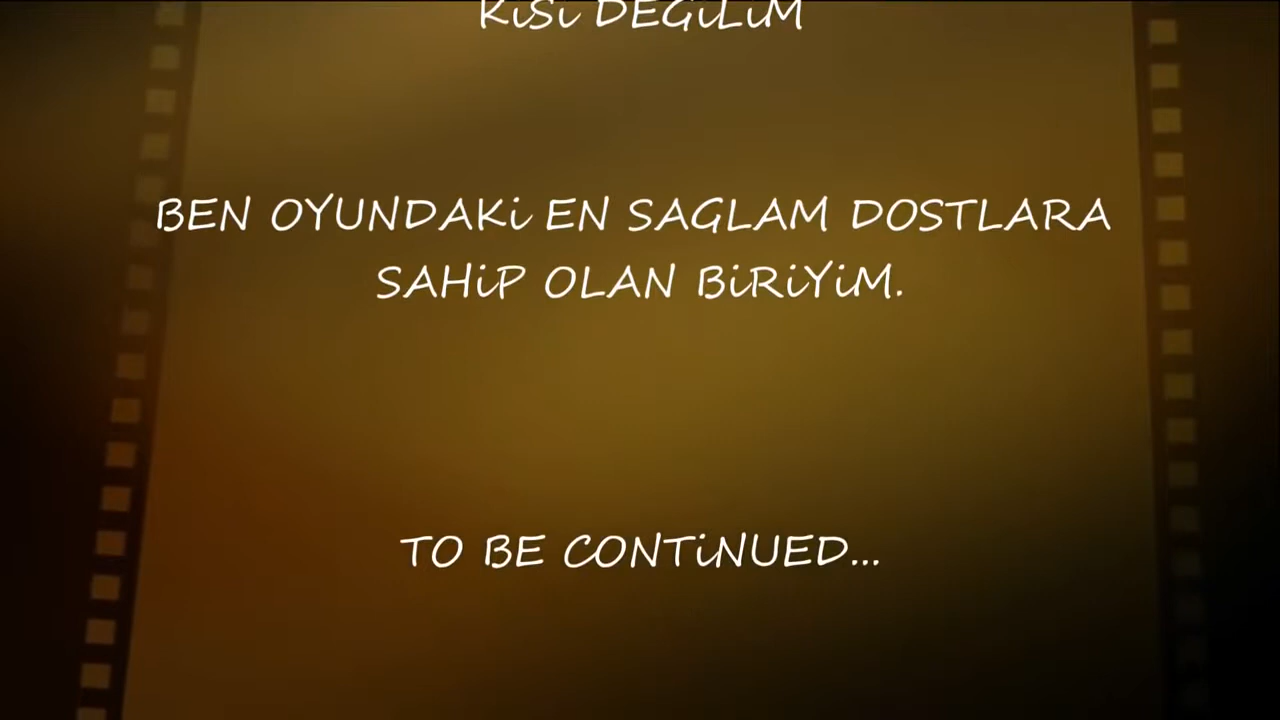 KiSi DEGiLiM
BEN OYUNDAKi EN SAGLAM DOSTLARA
SAHiP OLAN BiRiYiM.
TO BE CONTiNUED...